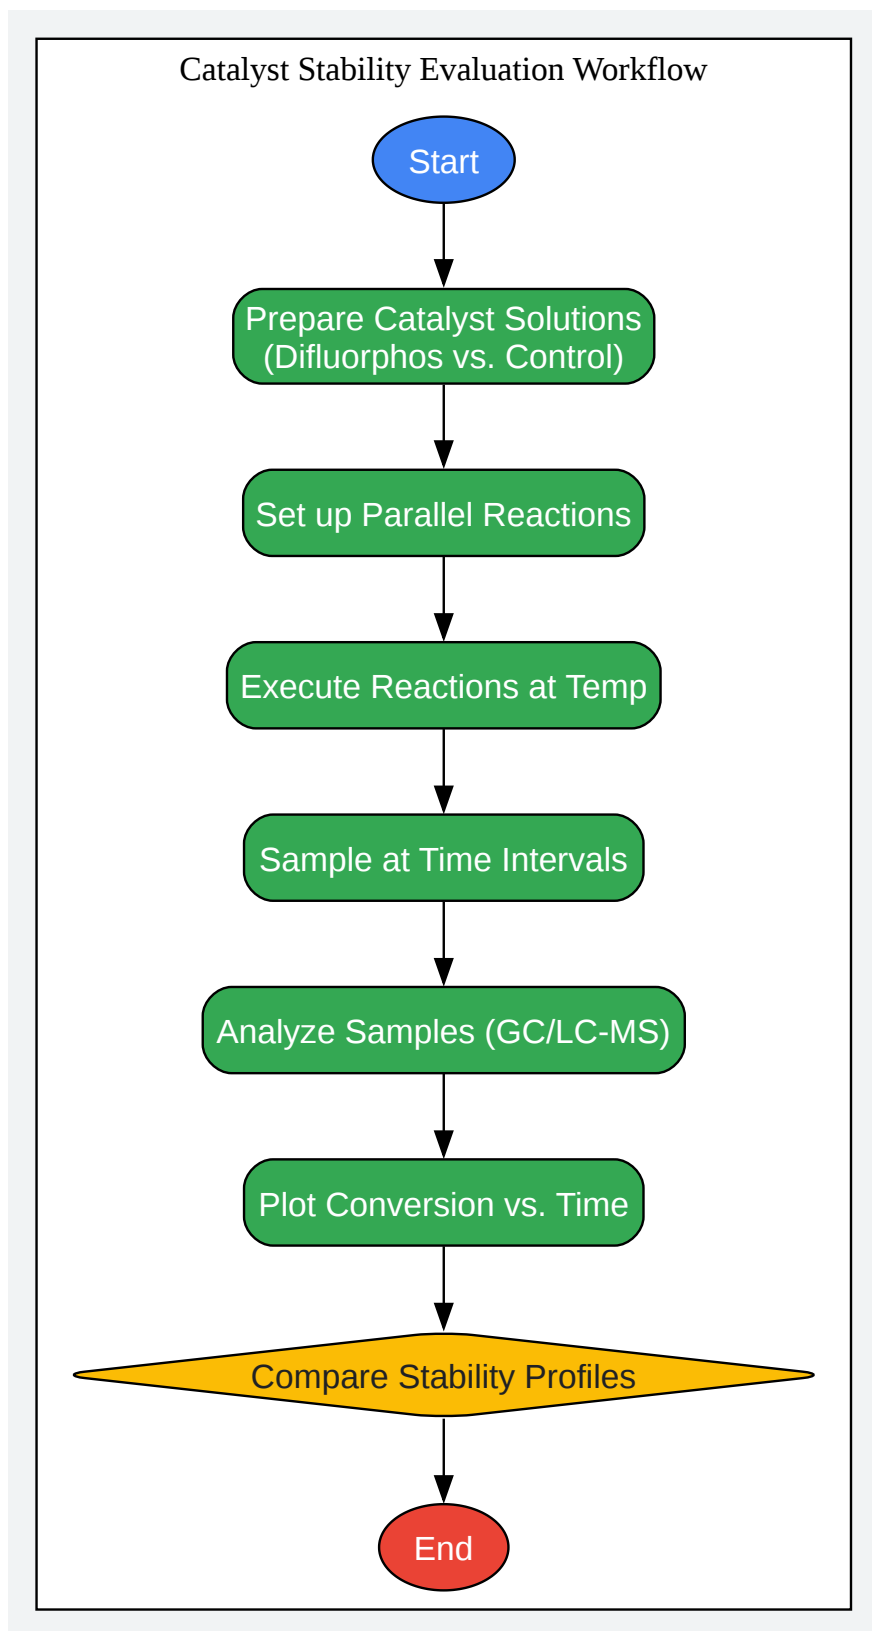 Catalyst Stability Evaluation Workflow
Start
Prepare Catalyst Solutions
(Difluorphos vs. Control)
Set up Parallel Reactions
Execute Reactions at Temp
Sample at Time Intervals
Analyze Samples (GC/LC-MS)
Plot Conversion vs. Time
Compare Stability Profiles
End